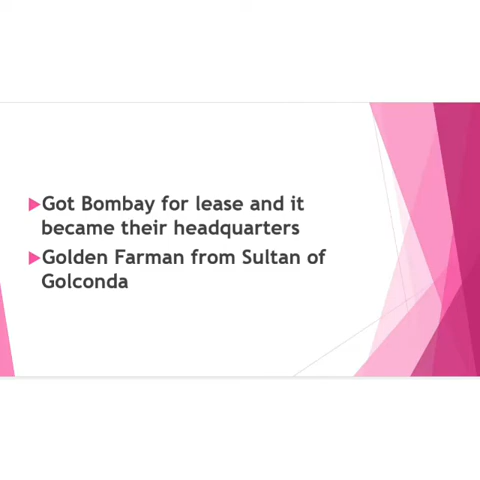 Got Bombay for lease and it
became their headquarters
Golden Farman from Sultan of
Golconda